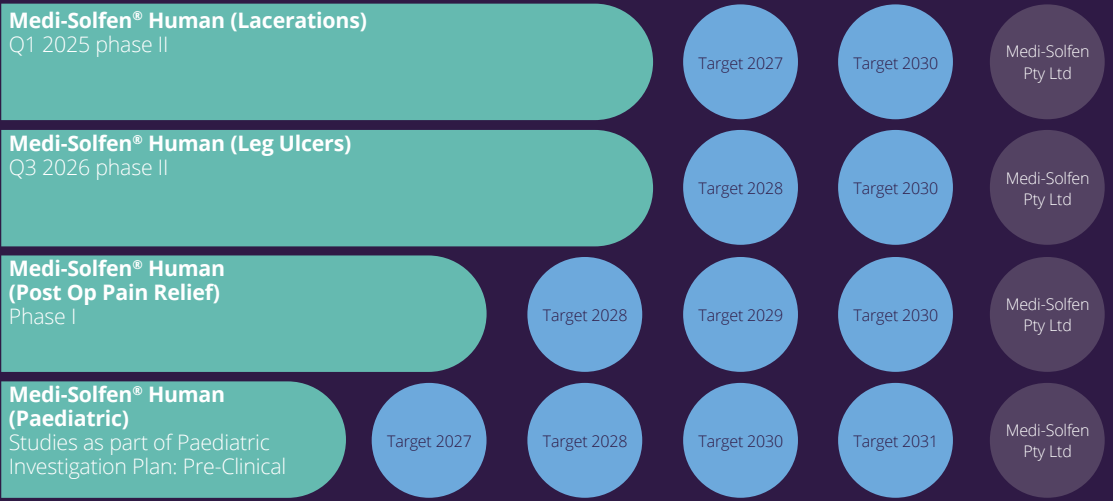 Medi-Solfen® Human (Lacerations)
Q1 2025 phase II
Target 2027
Target 2030
Medi-Solfen
Pty Ltd
Medi-Solfen® Human (Leg Ulcers)
Q3 2026 phase II
Target 2028
Target 2030
Medi-Solfen
Pty Ltd
Medi-Solfen® Human
(Post Op Pain Relief)
Phase I
Target 2028
Target 2029
Target 2030
Medi-Solfen
Pty Ltd
Medi-Solfen® Human
(Paediatric)
Studies as part of Paediatric
Investigation Plan: Pre-Clinical
Target 2027
Target 2028
Target 2030
Target 2031
Medi-Solfen
Pty Ltd